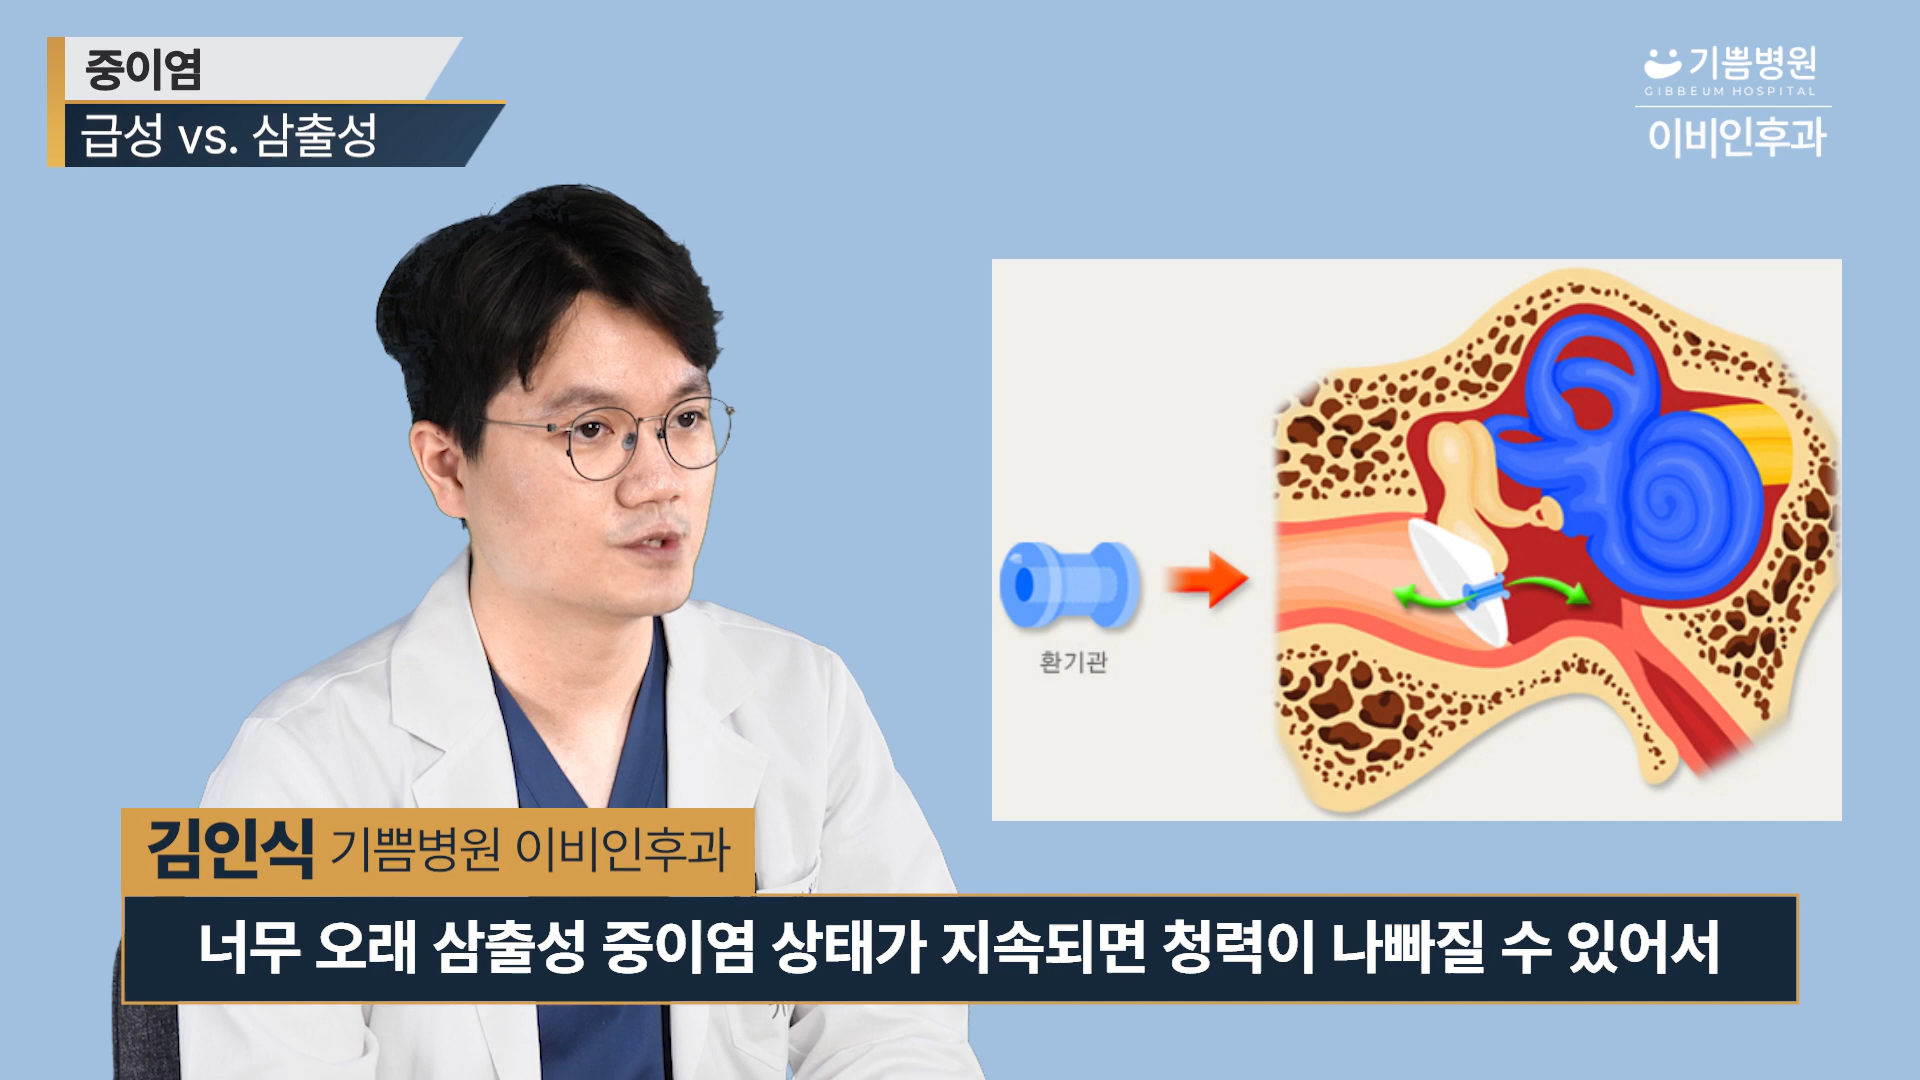 중이염
급성 vs. 삼출성
기쁨병원
GIBBEUM HOSPITAL
이비인후과
환기관
김인식 기쁨병원 이비인후과
너무 오래 삼출성 중이염 상태가 지속되면 청력이 나빠질 수 있어서